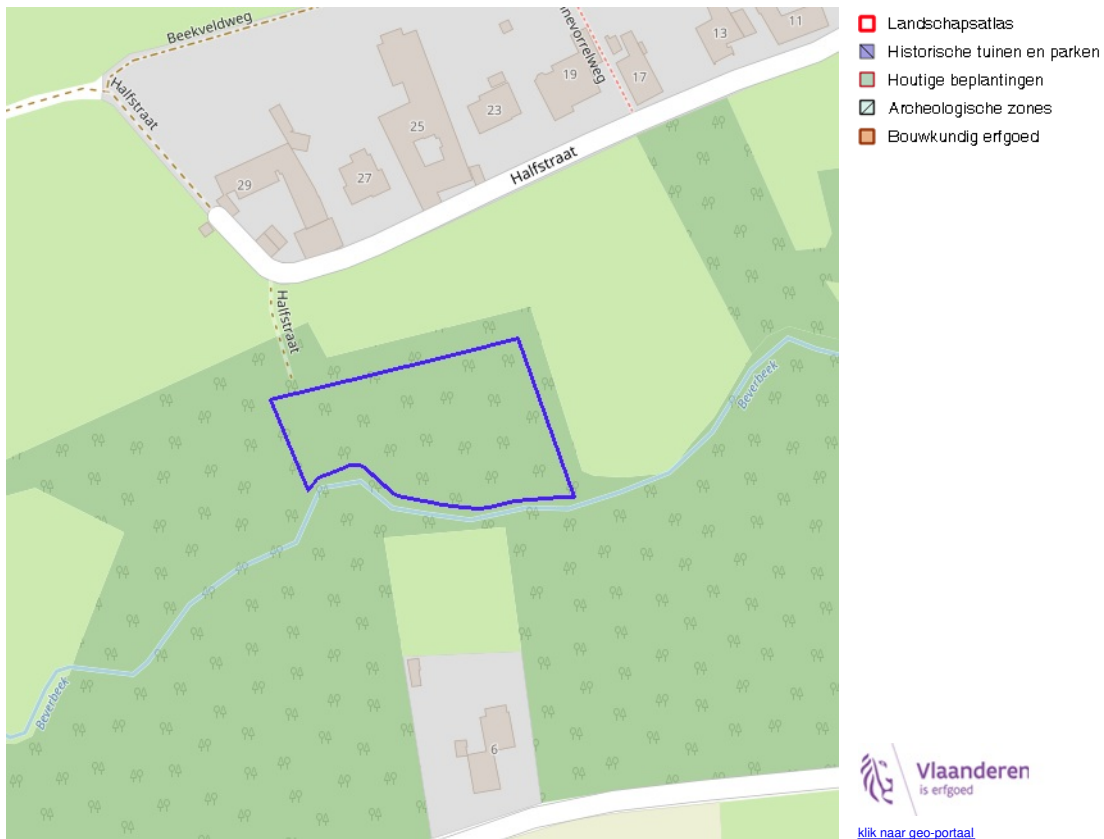 Beekveldweg
Halfstraat
nnevorrelweg
11
13
17
19
23
25
27
29
Halfstraat
Halfstraat
Beverbeek
Beverbeek
6
Landschapsatlas
Historische tuinen en parken
Houtige beplantingen
Archeologische zones
Bouwkundig erfgoed
Vlaanderen
is erfgoed
klik naar geo-portaal